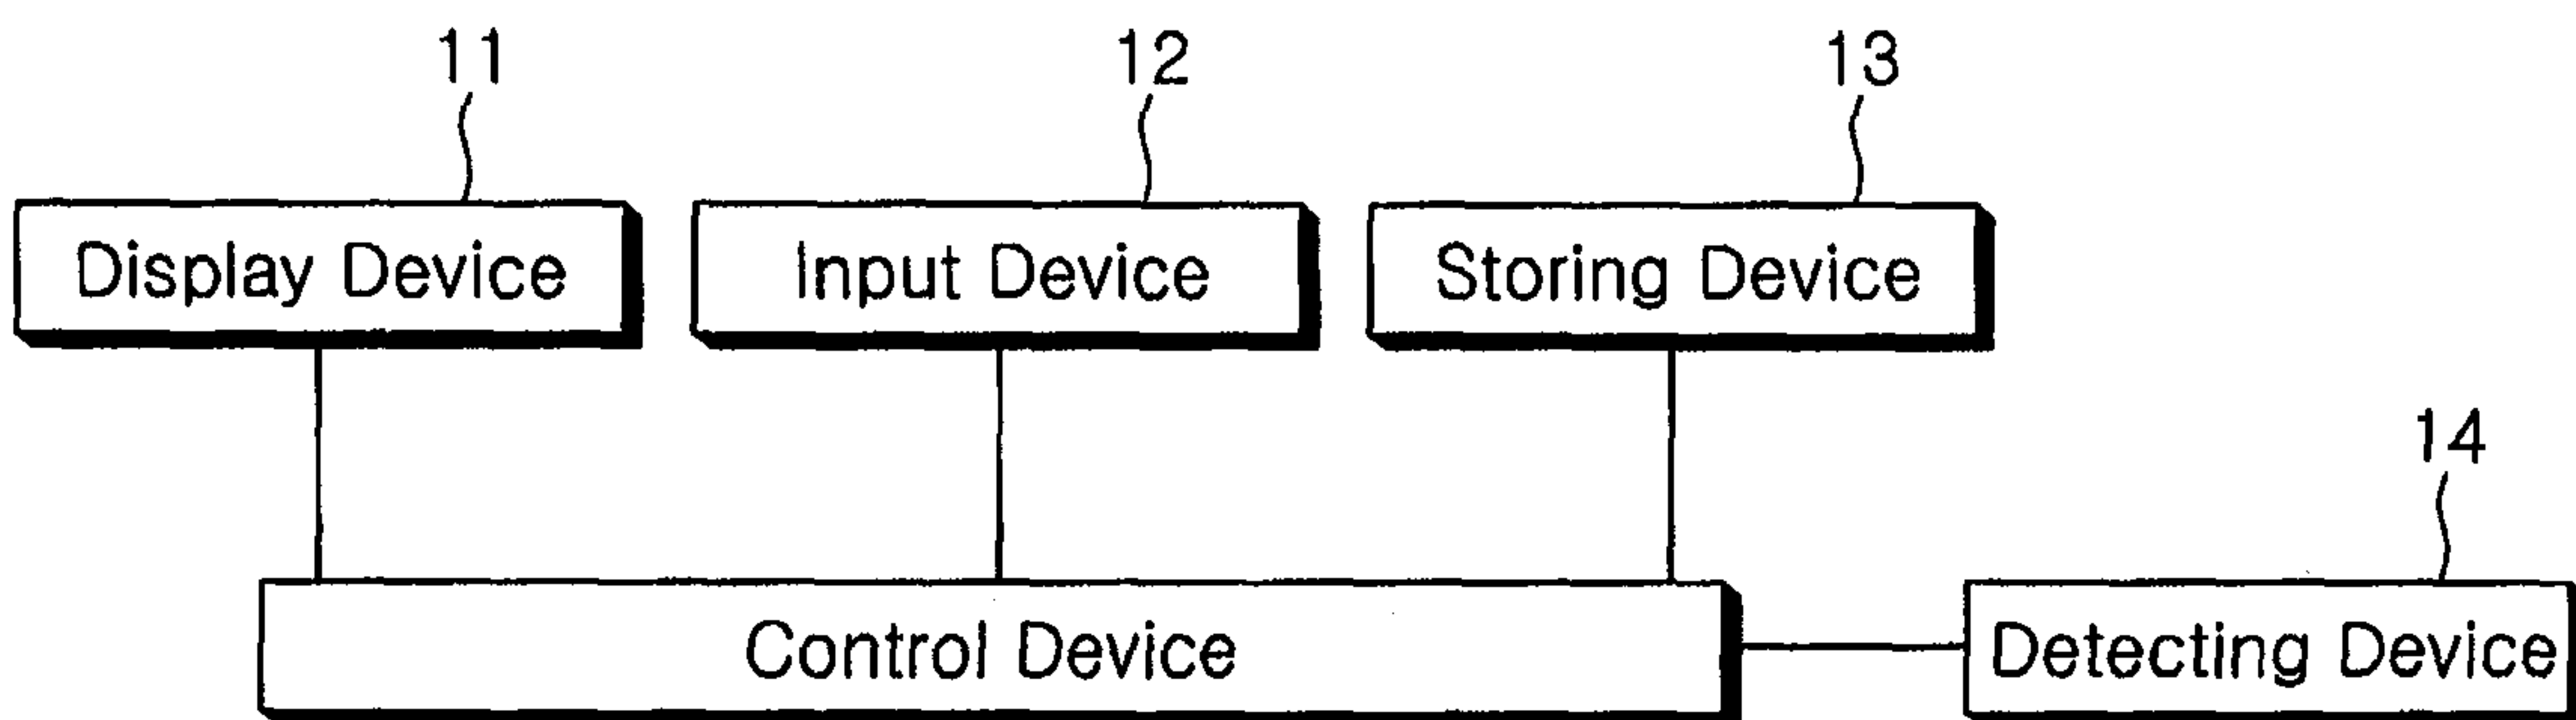 11
12
13
Display Device
Input Device
Storing Device
14
Control Device
Detecting Device